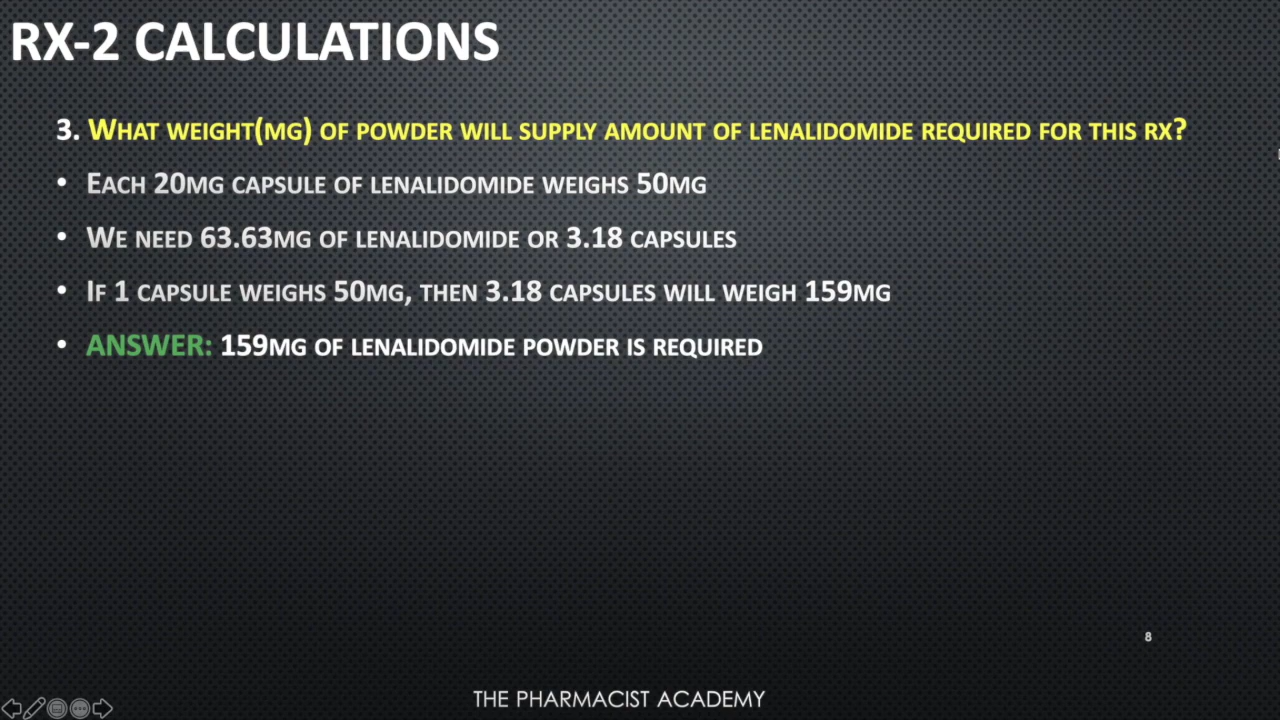 RX-2 CALCULATIONS
3. WHAT WEIGHT(MG) OF POWDER WILL SUPPLY AMOUNT OF LENALIDOMIDE REQUIRED FOR THIS RX?
• EACH 20MG CAPSULE OF LENALIDOMIDE WEIGHS 50MG
• WE NEED 63.63MG OF LENALIDOMIDE OR 3.18 CAPSULES
• IF 1 CAPSULE WEIGHS 50MG, THEN 3.18 CAPSULES WILL WEIGH 159MG
• ANSWER: 159MG OF LENALIDOMIDE POWDER IS REQUIRED
8
THE PHARMACIST ACADEMY